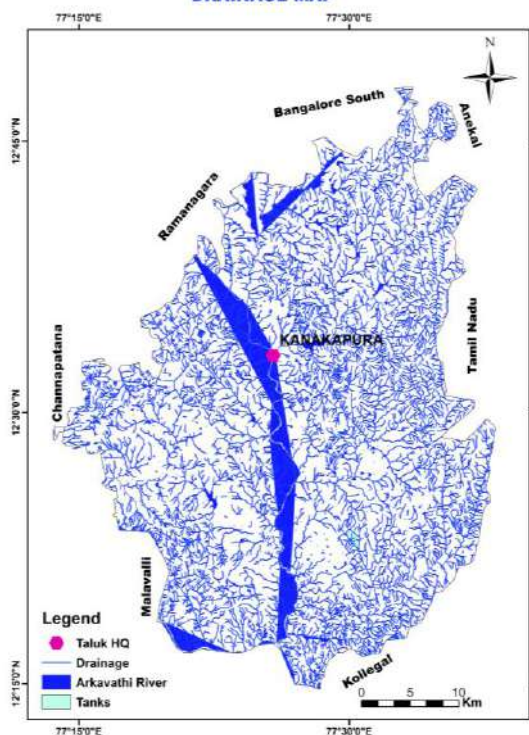 77°15'0"E 77°30'0"E
N
Bangalore South
Anekal
12°45'0"N
Ramanagara
KANAKAPURA
Tamil Nadu
Channapatana
12°30'0"N
Malavalli
Legend
Taluk HQ
Drainage
Arkavathi River
Tanks
Kollegal
0 5 10
Km
12°15'0"N
77°15'0"E 77°30'0"E